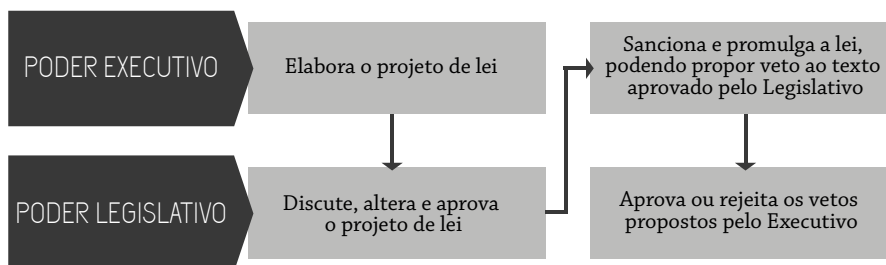 PODER EXECUTIVO
Elabora o projeto de lei
Sanciona e promulga a lei,
podendo propor veto ao texto
aprovado pelo Legislativo
PODER LEGISLATIVO
Discute, altera e aprova
o projeto de lei
Aprova ou rejeita os vetos
propostos pelo Executivo